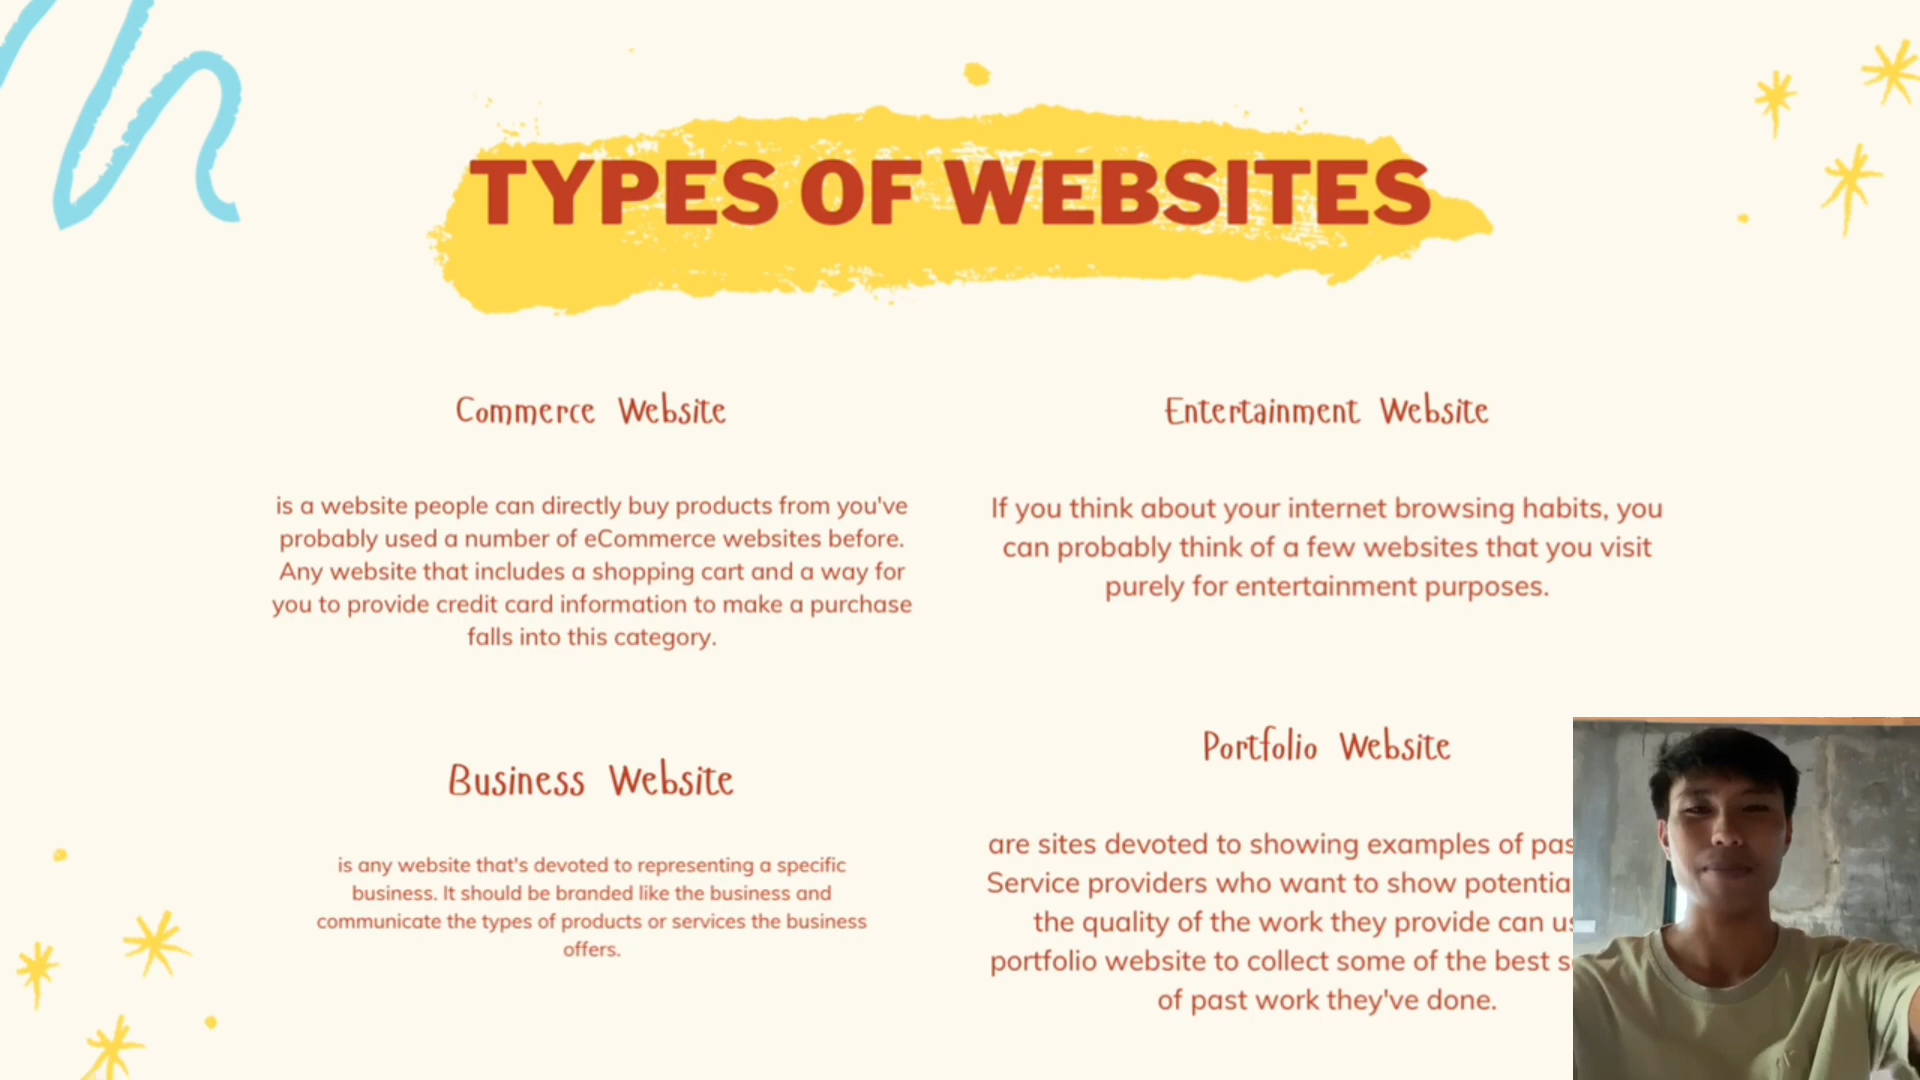 TYPES OF WEBSITES
Commerce Website
is a website people can directly buy products from you've
probably used a number of eCommerce websites before.
Any website that includes a shopping cart and a way for
you to provide credit card information to make a purchase
falls into this category.
Entertainment Website
If you think about your internet browsing habits, you
can probably think of a few websites that you visit
purely for entertainment purposes.
Business Website
is any website that's devoted to representing a specific
business. It should be branded like the business and
communicate the types of products or services the business
offers.
Portfolio Website
are sites devoted to showing examples of
Service providers who want to show
the quality of the work they provide can
portfolio website to collect some of the best
of past work they've done.